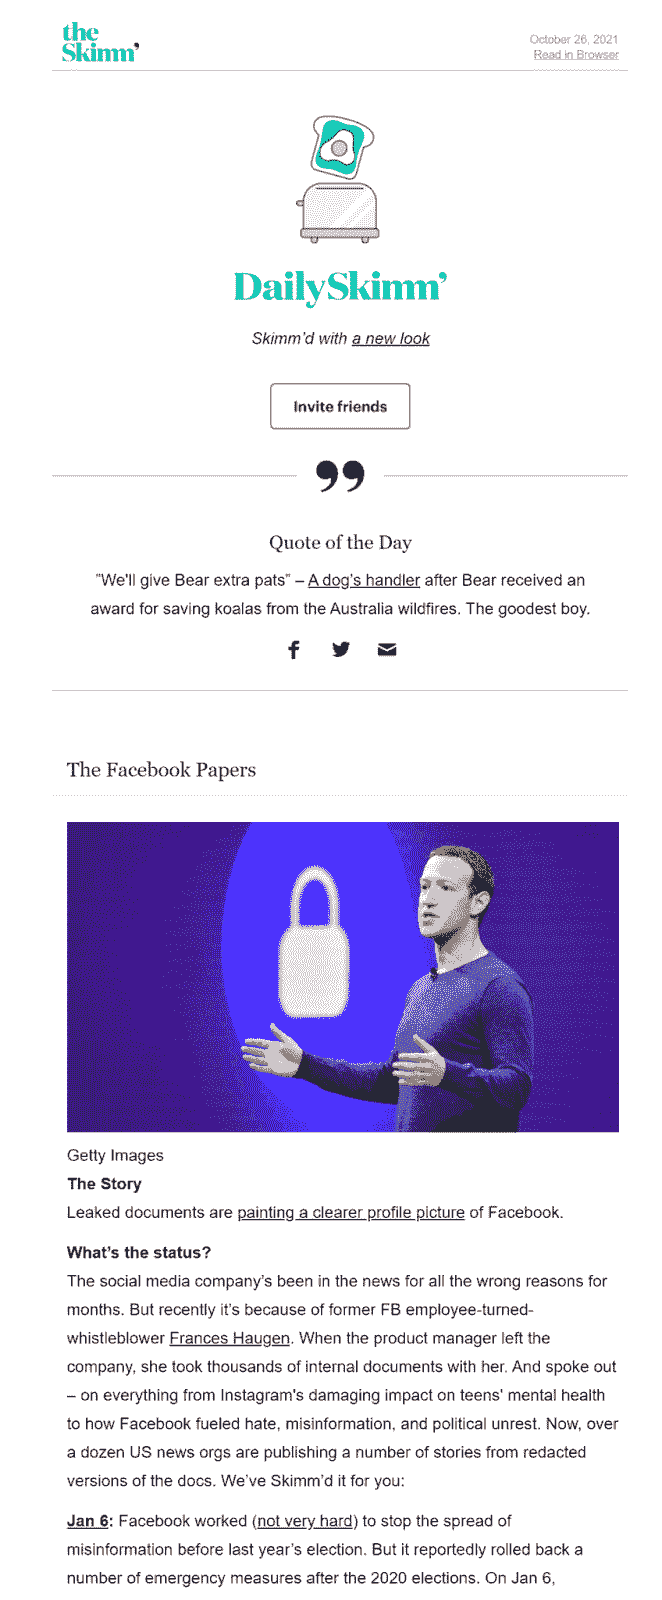 the
Skimm'
October 26, 2021
Read in Browser
DailySkimm'
Skimm'd with a new look
Invite friends
Quote of the Day
"We'll give Bear extra pats" – A dog's handler after Bear received an
award for saving koalas from the Australia wildfires. The goodest boy.
The Facebook Papers
Getty Images
The Story
Leaked documents are painting a clearer profile picture of Facebook.
What's the status?
The social media company's been in the news for all the wrong reasons for
months. But recently it's because of former FB employee-turned-
whistleblower Frances Haugen. When the product manager left the
company, she took thousands of internal documents with her. And spoke out
– on everything from Instagram's damaging impact on teens' mental health
to how Facebook fueled hate, misinformation, and political unrest. Now, over
a dozen US news orgs are publishing a number of stories from redacted
versions of the docs. We've Skimm'd it for you:
Jan 6: Facebook worked (not very hard) to stop the spread of
misinformation before last year's election. But it reportedly rolled back a
number of emergency measures after the 2020 elections. On Jan 6,